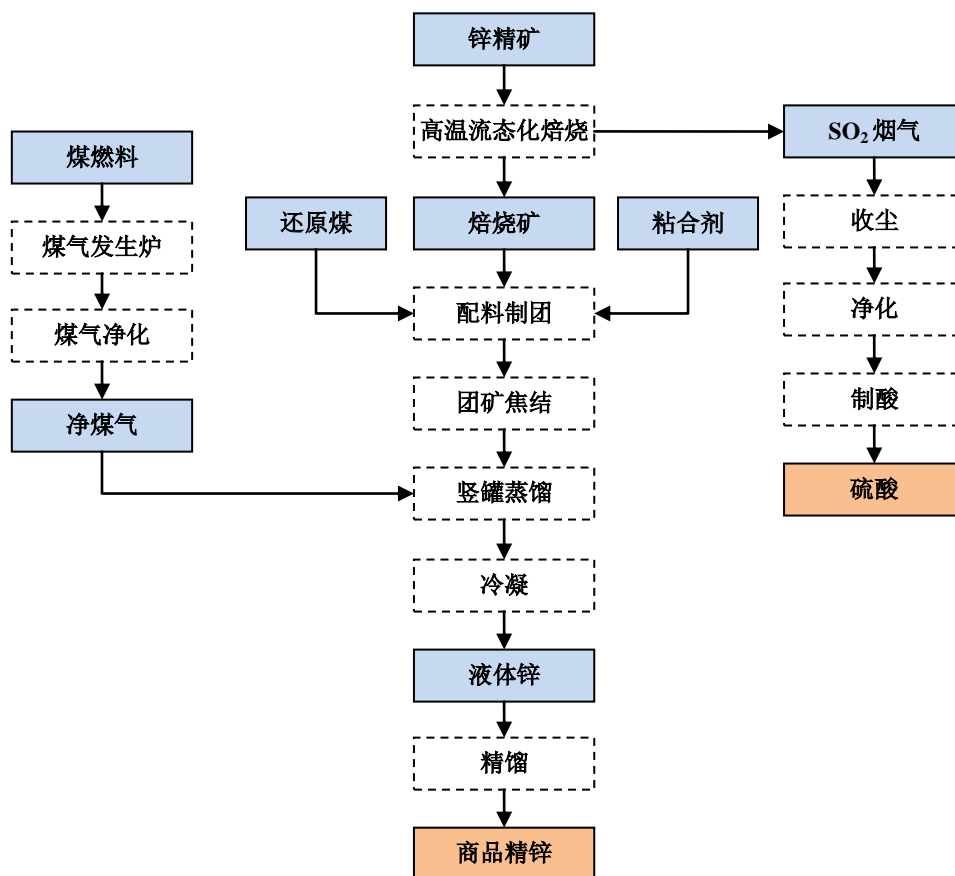 锌精矿
高温流态化焙烧
SO2 烟气
煤燃料
还原煤
焙烧矿
粘合剂
收尘
煤气发生炉
配料制团
净化
煤气净化
团矿焦结
制酸
净煤气
竖罐蒸馏
硫酸
冷凝
液体锌
精馏
商品精锌